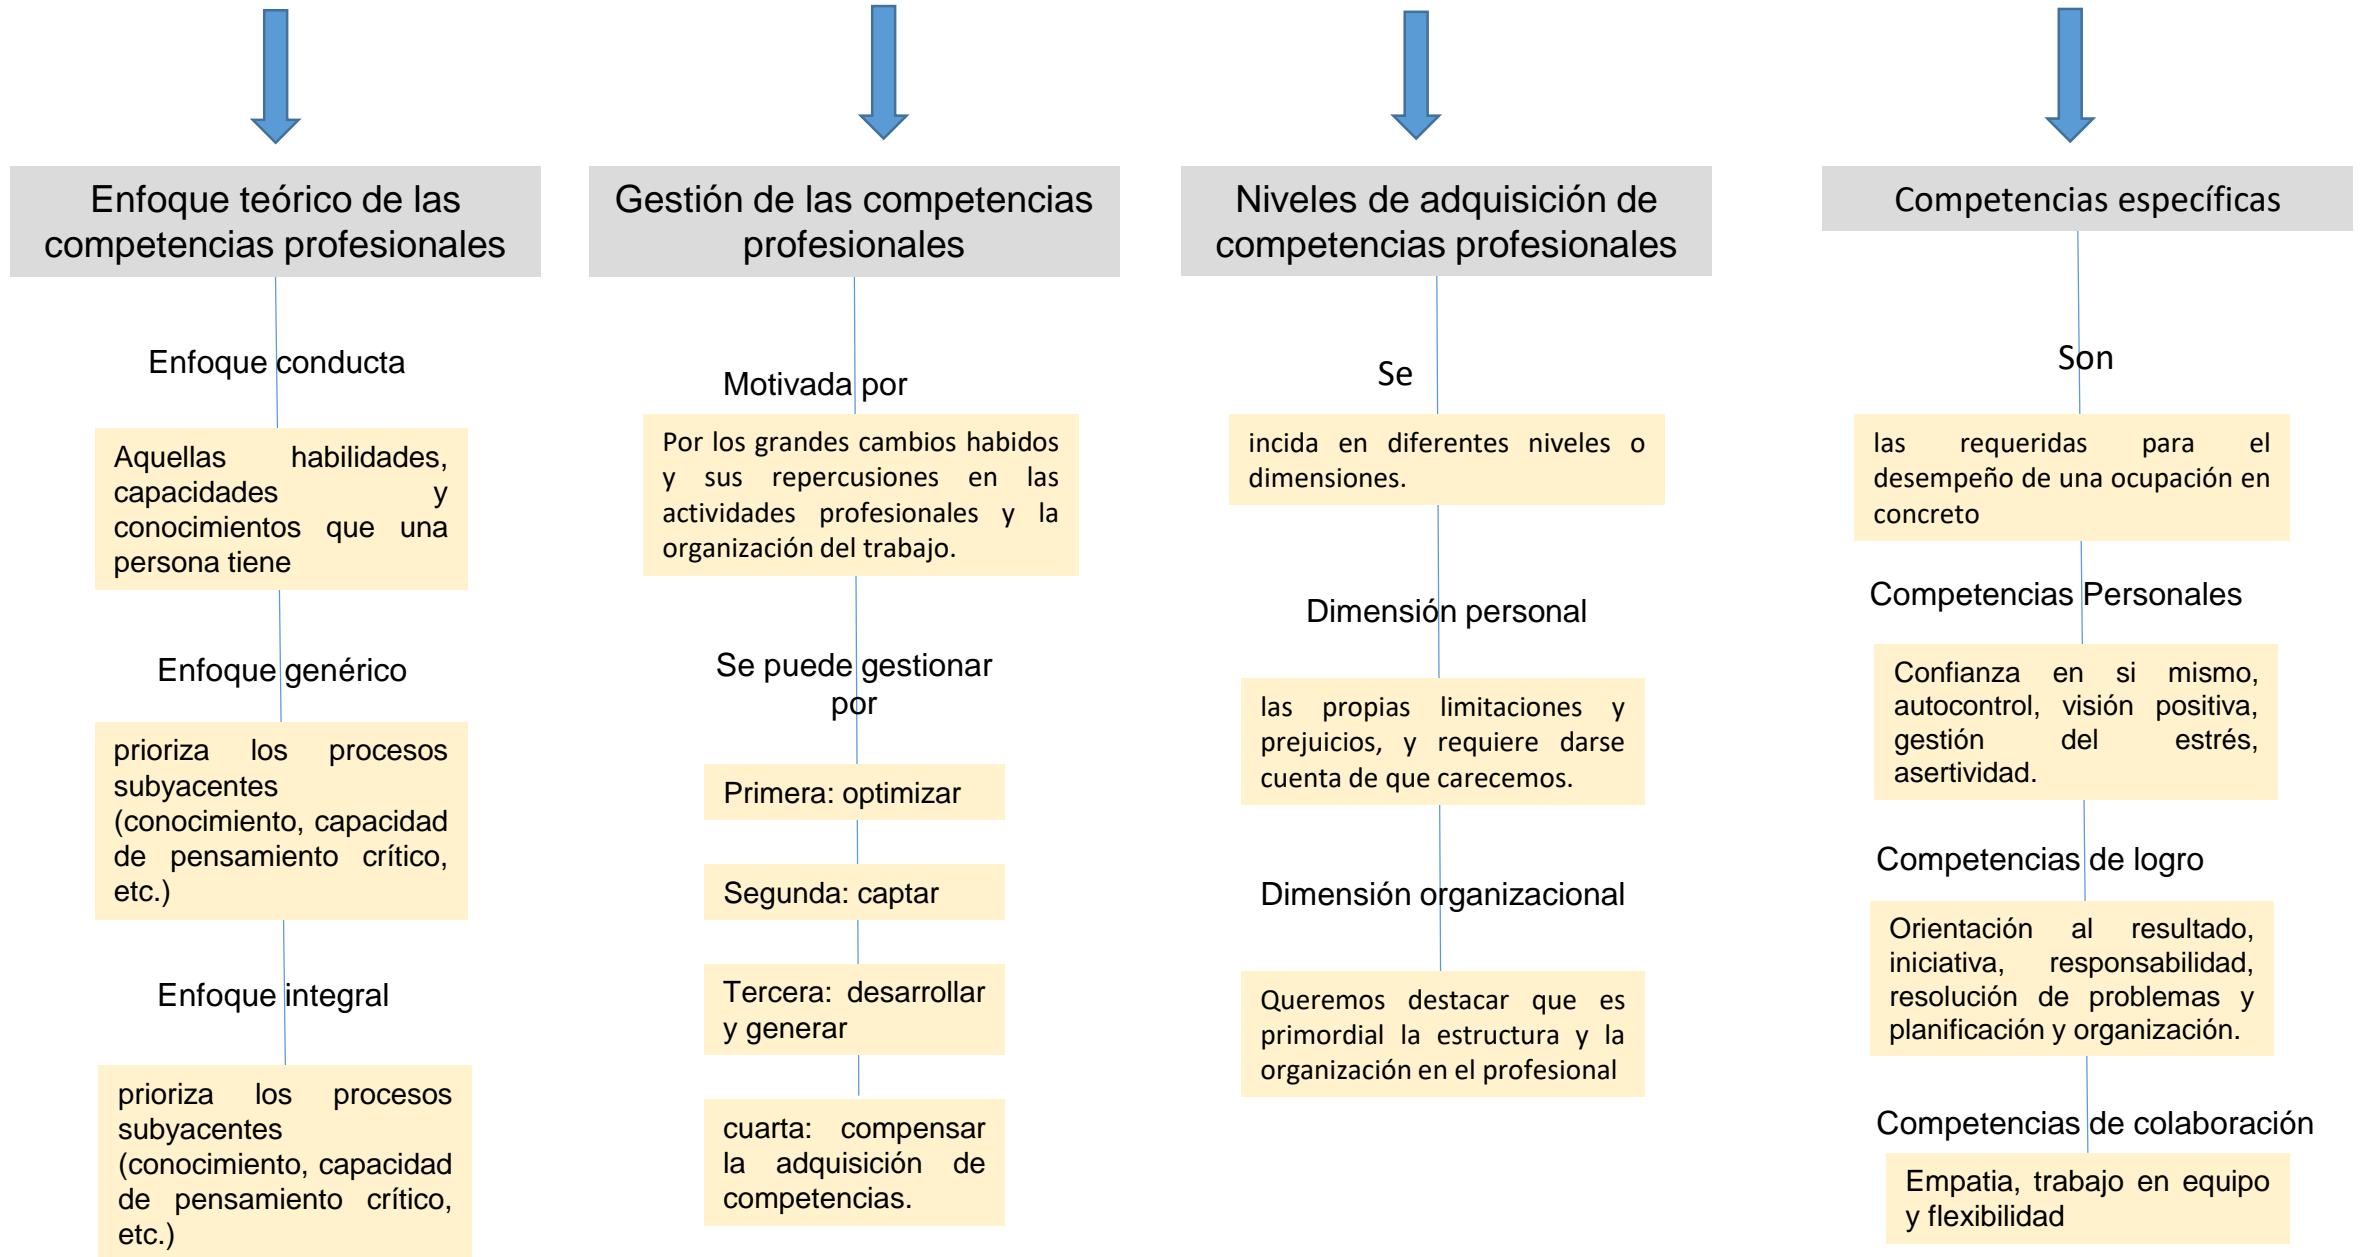 Enfoque teórico de las
competencias profesionales
Enfoque conducta
Aquellas habilidades,
capacidades y
conocimientos que una
persona tiene
Enfoque genérico
prioriza los procesos
subyacentes
(conocimiento, capacidad
de pensamiento crítico,
etc.)
Enfoque integral
prioriza los procesos
subyacentes
(conocimiento, capacidad
de pensamiento crítico,
etc.)
Gestión de las competencias
profesionales
Motivada por
Por los grandes cambios habidos
y sus repercusiones en las
actividades profesionales y la
organización del trabajo.
Se puede gestionar
por
Primera: optimizar
Segunda: captar
Tercera: desarrollar
y generar
cuarta: compensar
la adquisición de
competencias.
Niveles de adquisición de
competencias profesionales
Se
incida en diferentes niveles o
dimensiones.
Dimensión personal
las propias limitaciones y
prejuicios, y requiere darse
cuenta de que carecemos.
Dimensión organizacional
Queremos destacar que es
primordial la estructura y la
organización en el profesional
Competencias específicas
Son
las requeridas para el
desempeño de una ocupación en
concreto
Competencias Personales
Confianza en si mismo,
autocontrol, visión positiva,
gestión del estrés,
asertividad.
Competencias de logro
Orientación al resultado,
iniciativa, responsabilidad,
resolución de problemas y
planificación y organización.
Competencias de colaboración
Empatia, trabajo en equipo
y flexibilidad